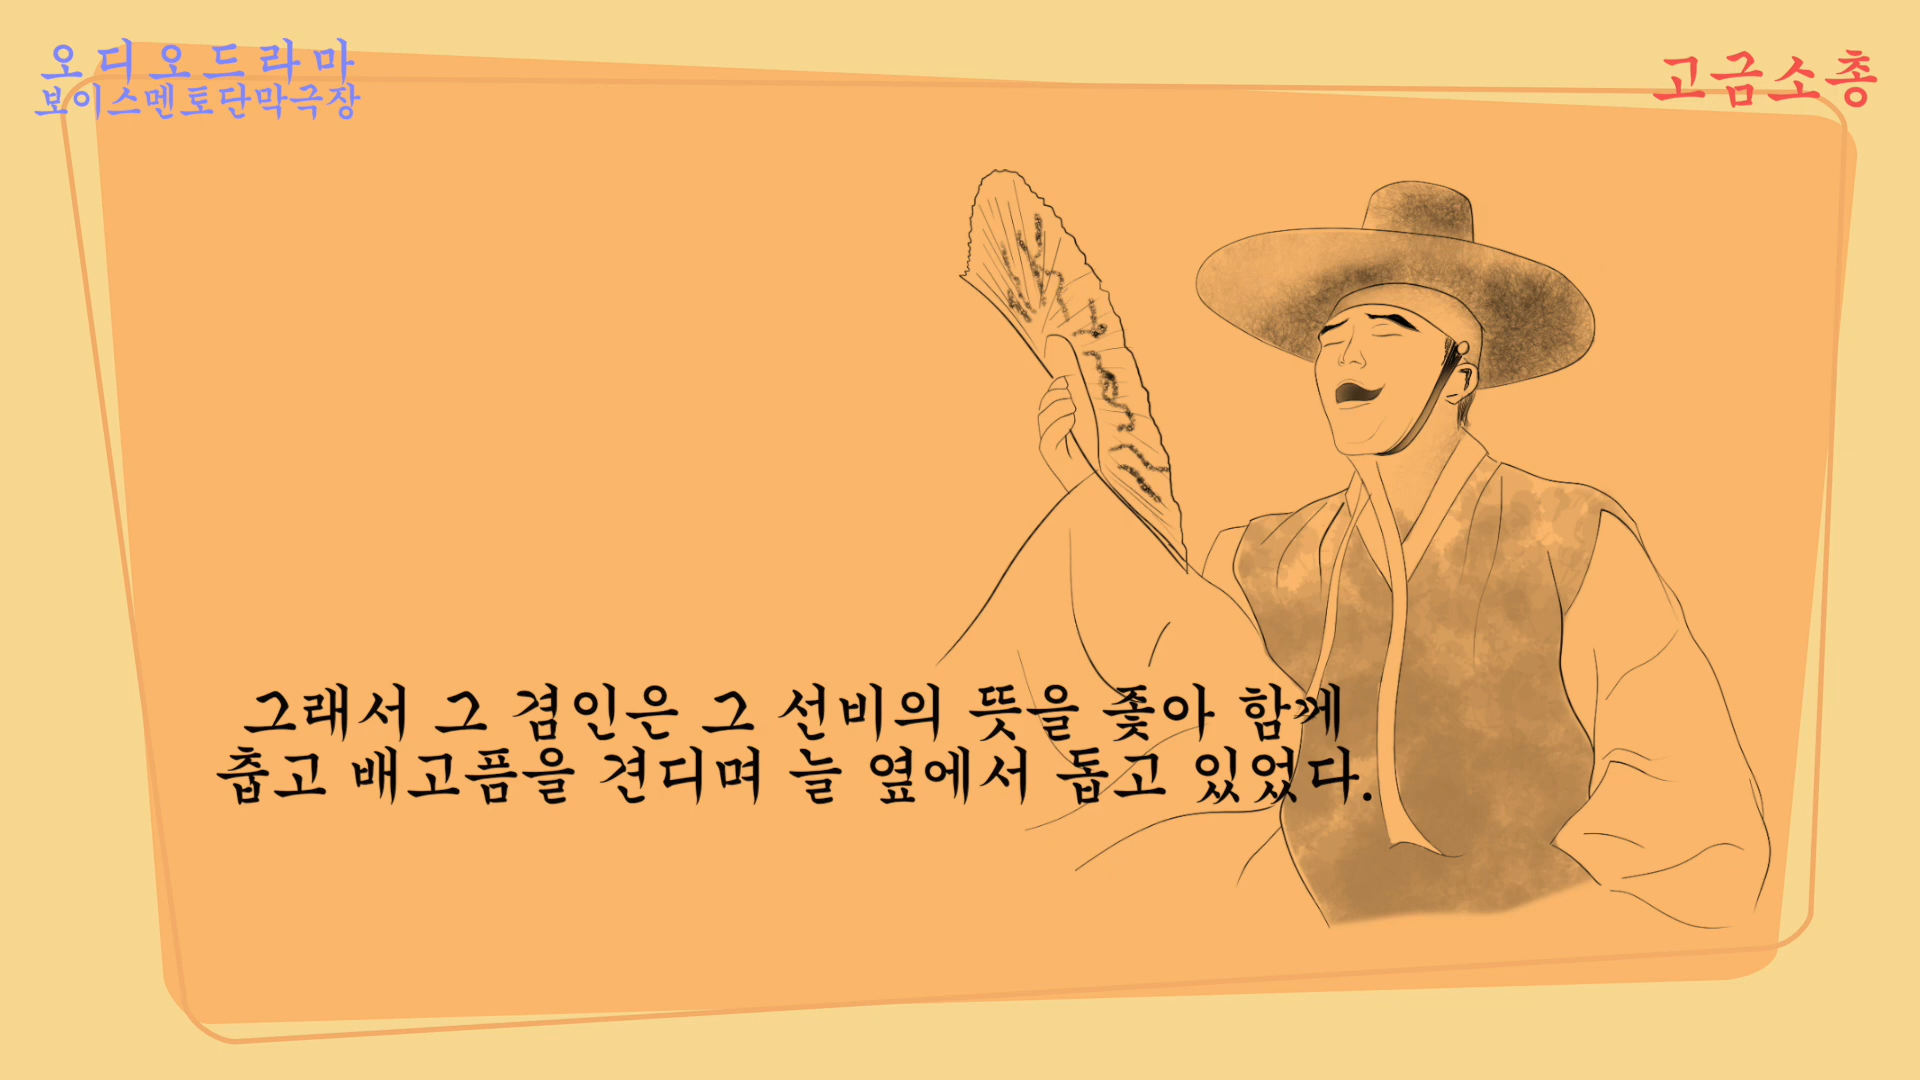 오디오드라마
보이스멘토단막극장
고금소총
그래서 그 겸인은 그 선비의 뜻을 좇아 함께
춥고 배고픔을 견디며 늘 옆에서 돕고 있었다.